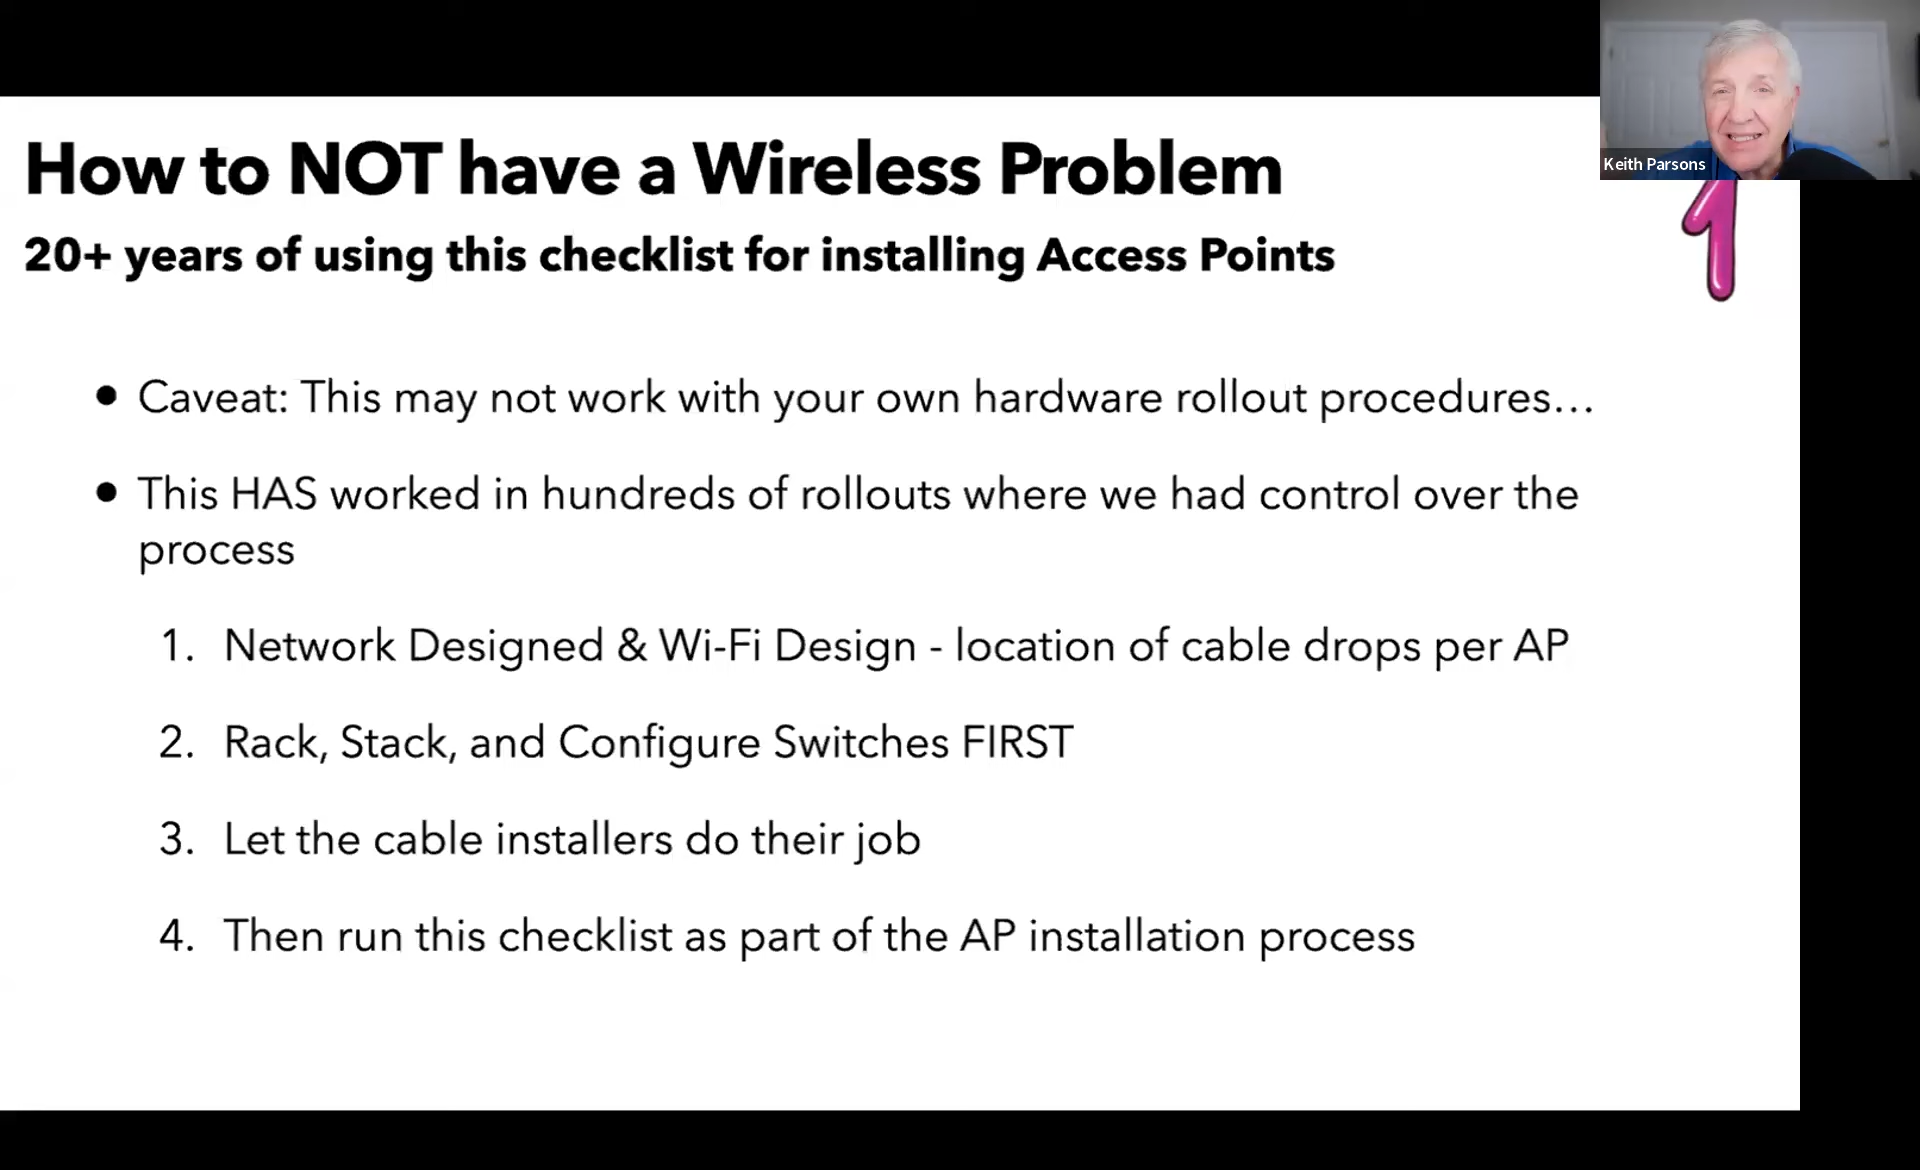 Keith Parsons
How to NOT have a Wireless Problem
1
20+ years of using this checklist for installing Access Points
• Caveat: This may not work with your own hardware rollout procedures...
• This HAS worked in hundreds of rollouts where we had control over the
process
1. Network Designed & Wi-Fi Design - location of cable drops per AP
2. Rack, Stack, and Configure Switches FIRST
3. Let the cable installers do their job
4. Then run this checklist as part of the AP installation process